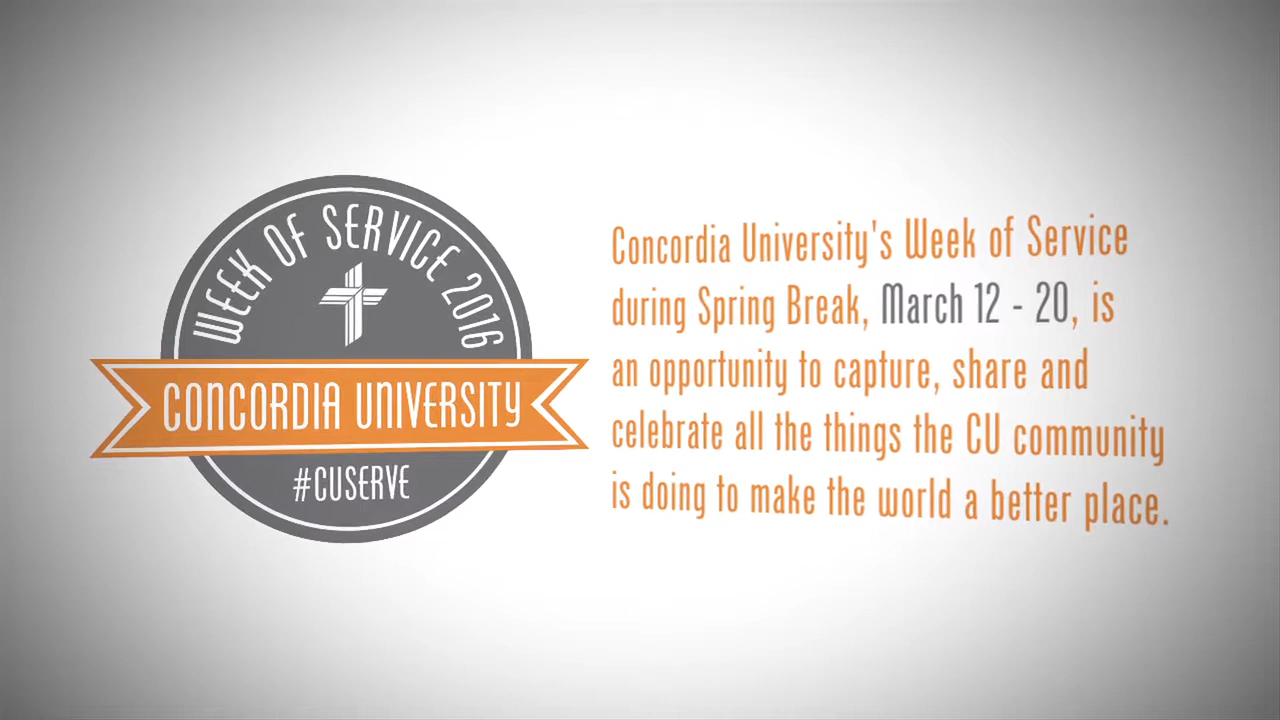 WEEK OF SERVICE 2016
CONCORDIA UNIVERSITY
#CUSERVE
Concordia University's Week of Service
during Spring Break, March 12 - 20, is
an opportunity to capture, share and
celebrate all the things the CU community
is doing to make the world a better place.